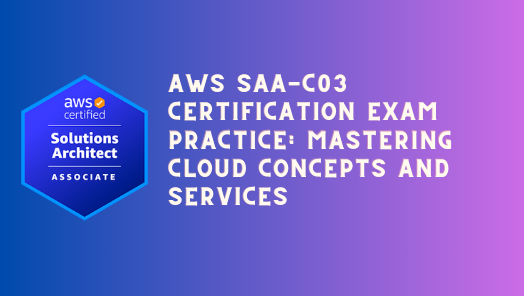 aws
certified
Solutions
Architect
ASSOCIATE
AWS SAA-C03
CERTIFICATION EXAM
PRACTICE: MASTERING
CLOUD CONCEPTS AND
SERVICES